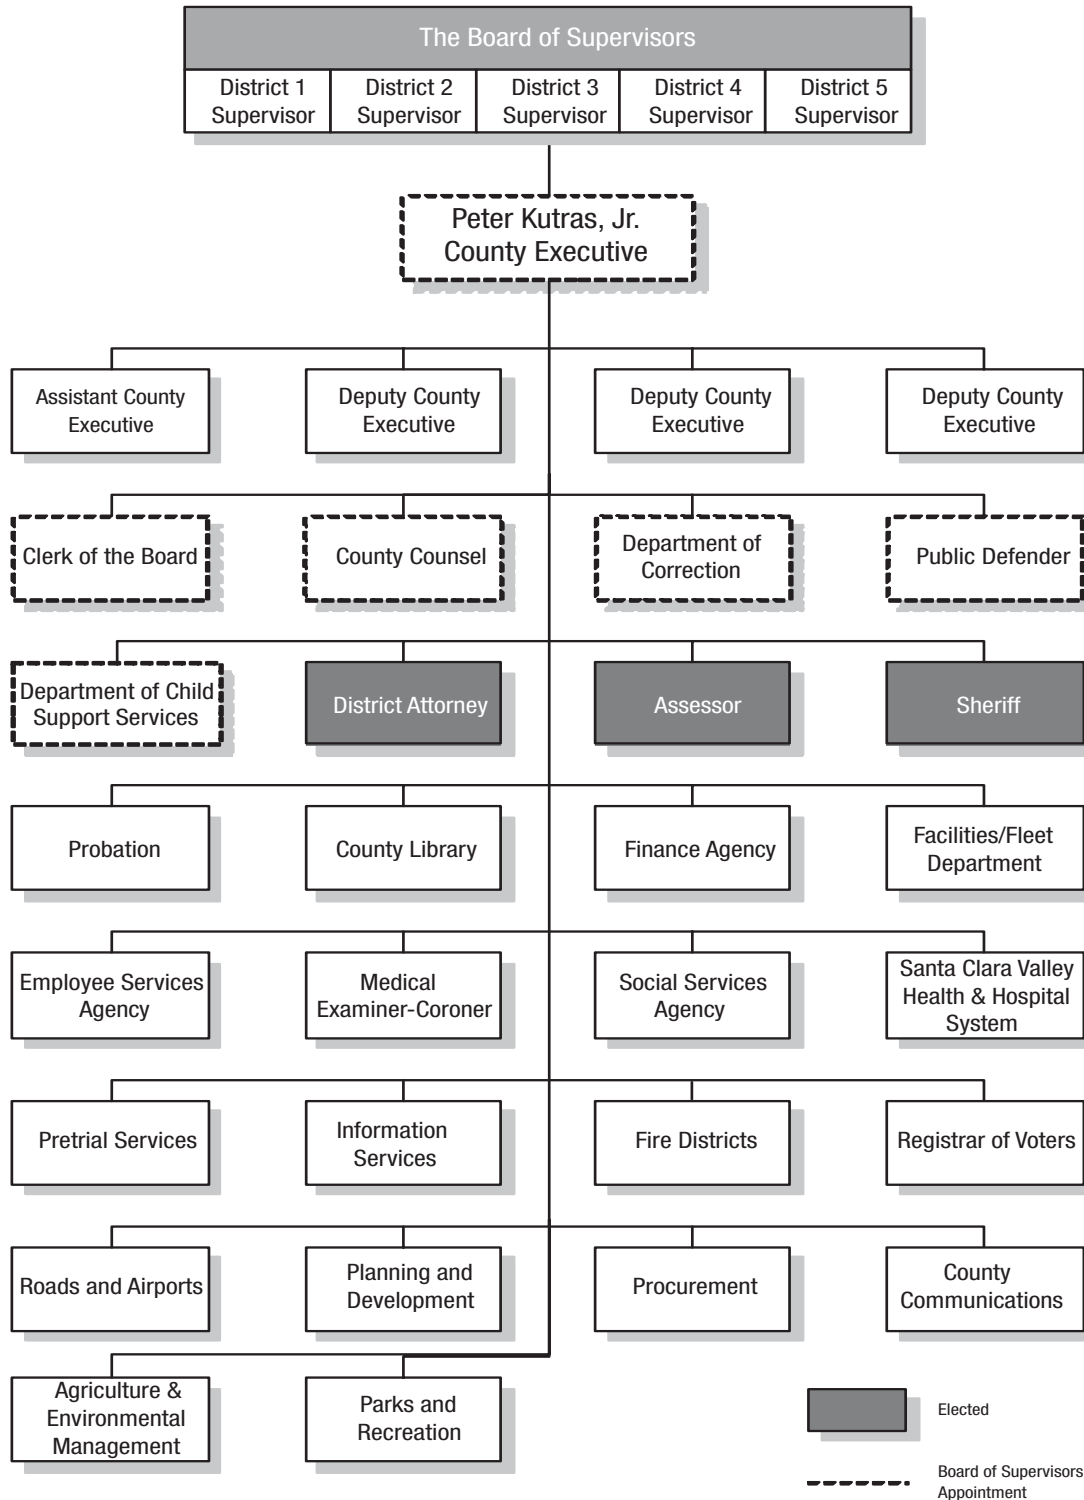 The Board of Supervisors
District 1
Supervisor
District 2
Supervisor
District 3
Supervisor
District 4
Supervisor
District 5
Supervisor
Peter Kutras, Jr.
County Executive
Assistant County
Executive
Deputy County
Executive
Deputy County
Executive
Deputy County
Executive
Clerk of the Board
County Counsel
Department of
Correction
Public Defender
Department of Child
Support Services
District Attorney
Assessor
Sheriff
Probation
County Library
Finance Agency
Facilities/Fleet
Department
Employee Services
Agency
Medical
Examiner-Coroner
Social Services
Agency
Santa Clara Valley
Health & Hospital
System
Pretrial Services
Information
Services
Fire Districts
Registrar of Voters
Roads and Airports
Planning and
Development
Procurement
County
Communications
Agriculture &
Environmental
Management
Parks and
Recreation
Elected
Board of Supervisors
Appointment